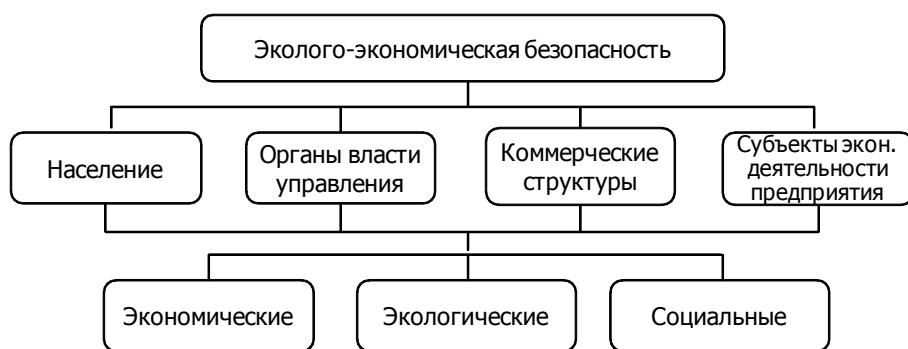 Эколого-экономическая безопасность
Население
Органы власти
управления
Коммерческие
структуры
Субъекты экон.
деятельности
предприятия
Экономические
Экологические
Социальные